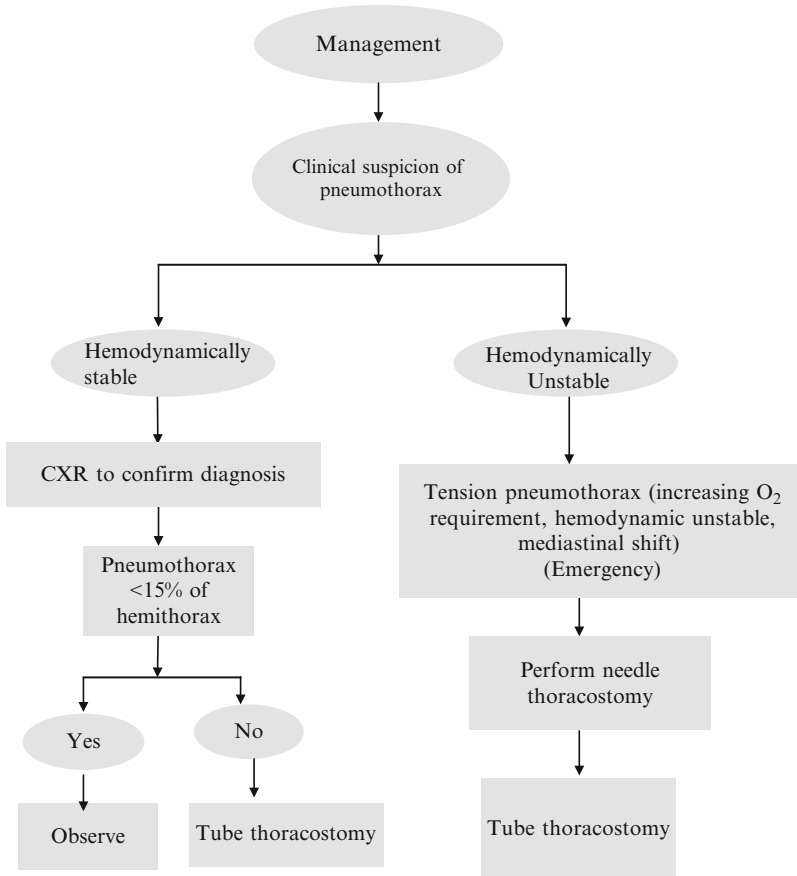 Management
Clinical suspicion of
pneumothorax
Hemodynamically
stable
Hemodynamically
Unstable
CXR to confirm diagnosis
Tension pneumothorax (increasing O₂
requirement, hemodynamic unstable,
mediastinal shift)
(Emergency)
Pneumothorax
<15% of
hemithorax
Perform needle
thoracostomy
Yes
No
Observe
Tube thoracostomy
Tube thoracostomy